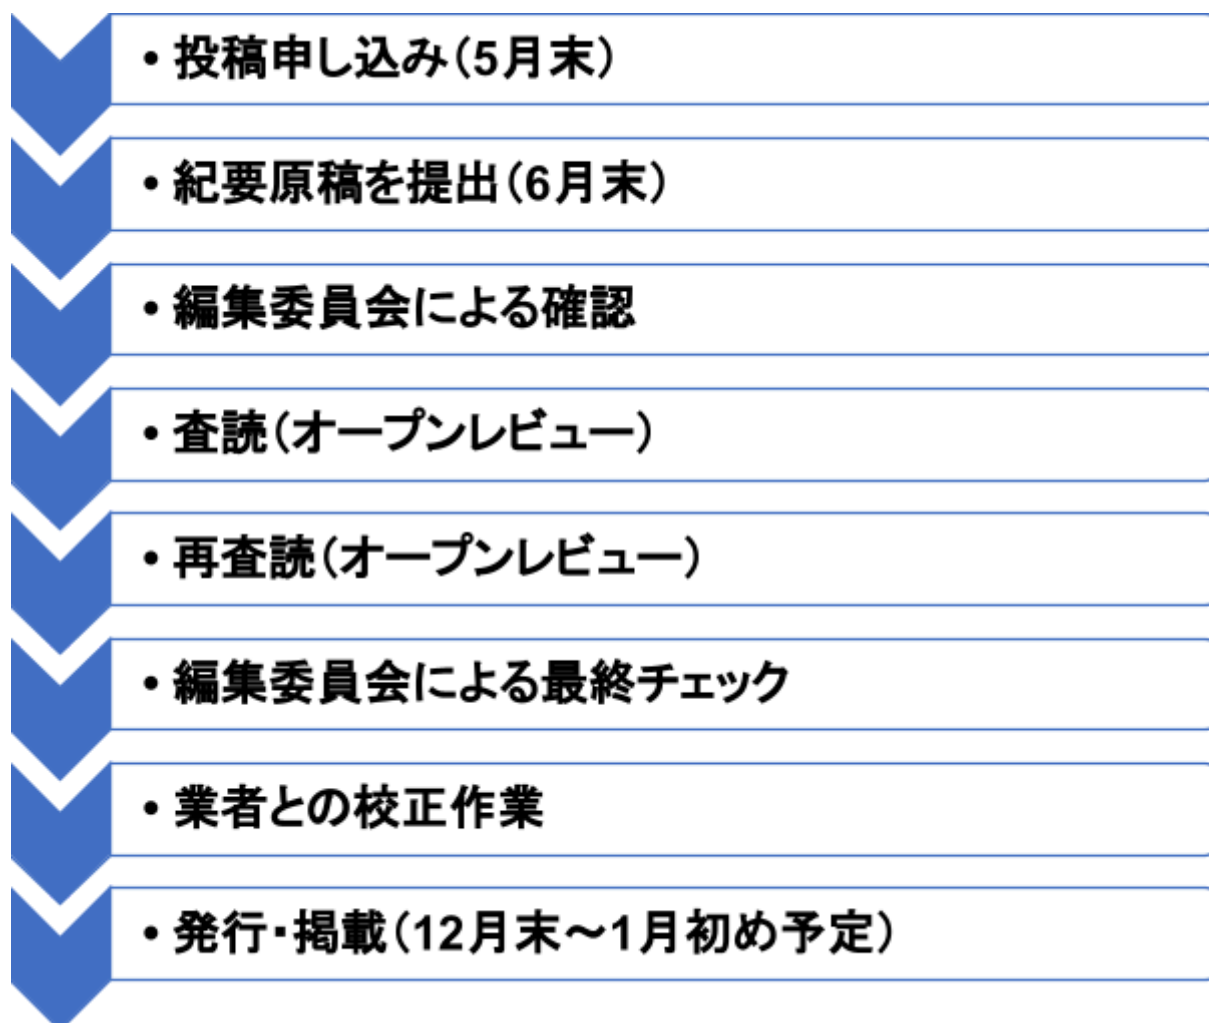 • 投稿申し込み（5月末）
• 紀要原稿を提出（6月末）
• 編集委員会による確認
• 査読（オープンレビュー）
• 再査読（オープンレビュー）
• 編集委員会による最終チェック
• 業者との校正作業
• 発行・掲載（12月末～1月初め予定）